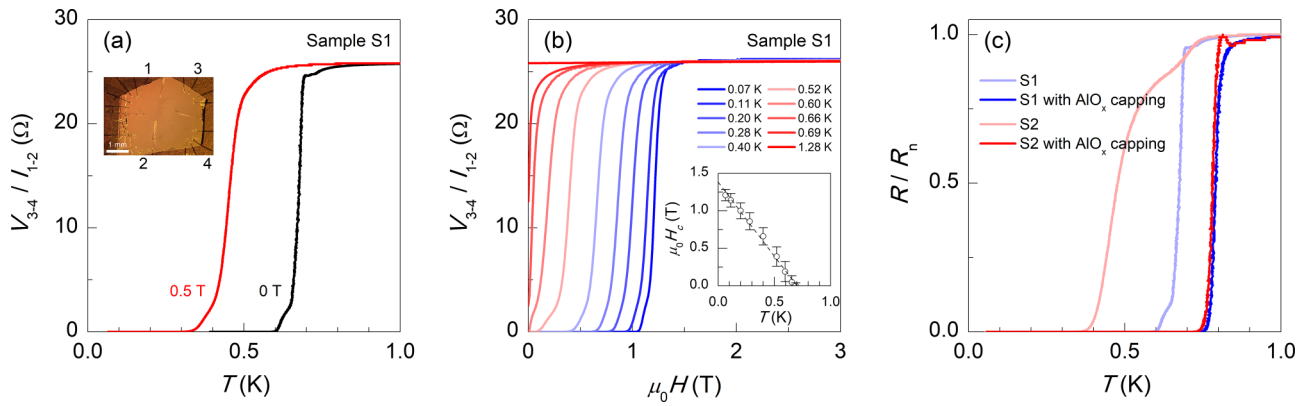 (a)
Sample S1
30
20
10
0
V3-4 / I1-2 (Ω)
1 3
1 mm
2 4
0.5 T
0 T
0.5
1.0
T (K)
(b)
Sample S1
30
20
10
0
V3-4 / I1-2 (Ω)
0.07 K 0.52 K
0.11 K 0.60 K
0.20 K 0.66 K
0.28 K 0.69 K
0.40 K 1.28 K
1.5
1.0
0.5
0.0
μ0Hc (T)
0.0 0.5 1.0
T (K)
0 1 2 3
μ0H (T)
(c)
1.0
0.5
0.0
R / Rn
S1
S1 with AlOx capping
S2
S2 with AlOx capping
0.0 0.5 1.0
T (K)